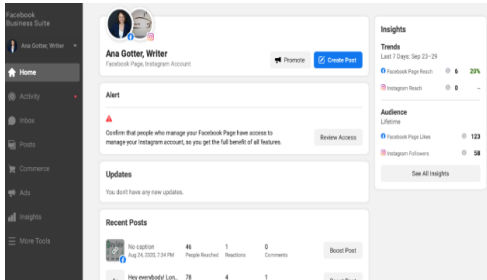 Facebook
Business Suite
Ana Gotter, Writer
Home
Activity
Inbox
Posts
Commerce
Ads
Insights
More Tools
Ana Gotter, Writer
Facebook Page, Instagram Account
Promote
Create Post
Alert
Confirm that people who manage your Facebook Page have access to
manage your Instagram account, so you get the full benefit of all features.
Review Access
Updates
You don't have any new updates.
Recent Posts
No caption
Aug 24, 2020, 7:34 PM
46
People Reached
1
Reactions
0
Comments
Boost Post
Hey everybody! Lon...
78
4
1
Boost Post
Insights
Trends
Last 7 Days: Sep 23–29
Facebook Page Reach 6 20%
Instagram Reach 0 --
Audience
Lifetime
Facebook Page Likes 123
Instagram Followers 58
See All Insights